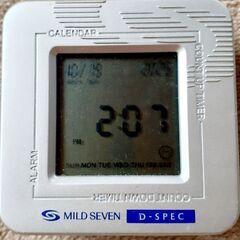 CALENDAR
COUNT UP TIMER
10/19
PM
2:07
SUN MON TUE WED THU FRI SAT
ALARM
COUNT DOWN TIMER
MILD SEVEN D-SPEC